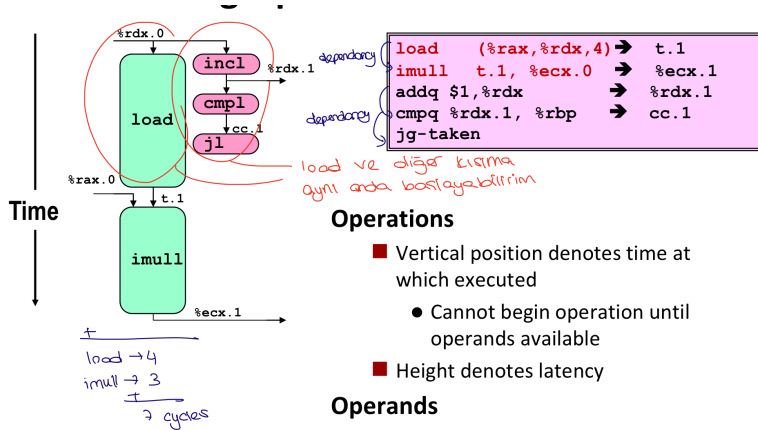 %rdx.0
load
incl
%rdx.1
cmpl
cc.1
jl
%rax.0
t.1
Time
imull
%ecx.1
+
load → 4
imull → 3
+
7 cycles
dependency
dependency
load (%rax,%rdx,4) ➔ t.1
imull t.1, %ecx.0 ➔ %ecx.1
addq $1,%rdx ➔ %rdx.1
cmpq %rdx.1, %rbp ➔ cc.1
jg-taken
load ve diğer kısıma
aynı anda başlayabilirim
Operations
■ Vertical position denotes time at
which executed
● Cannot begin operation until
operands available
■ Height denotes latency
Operands